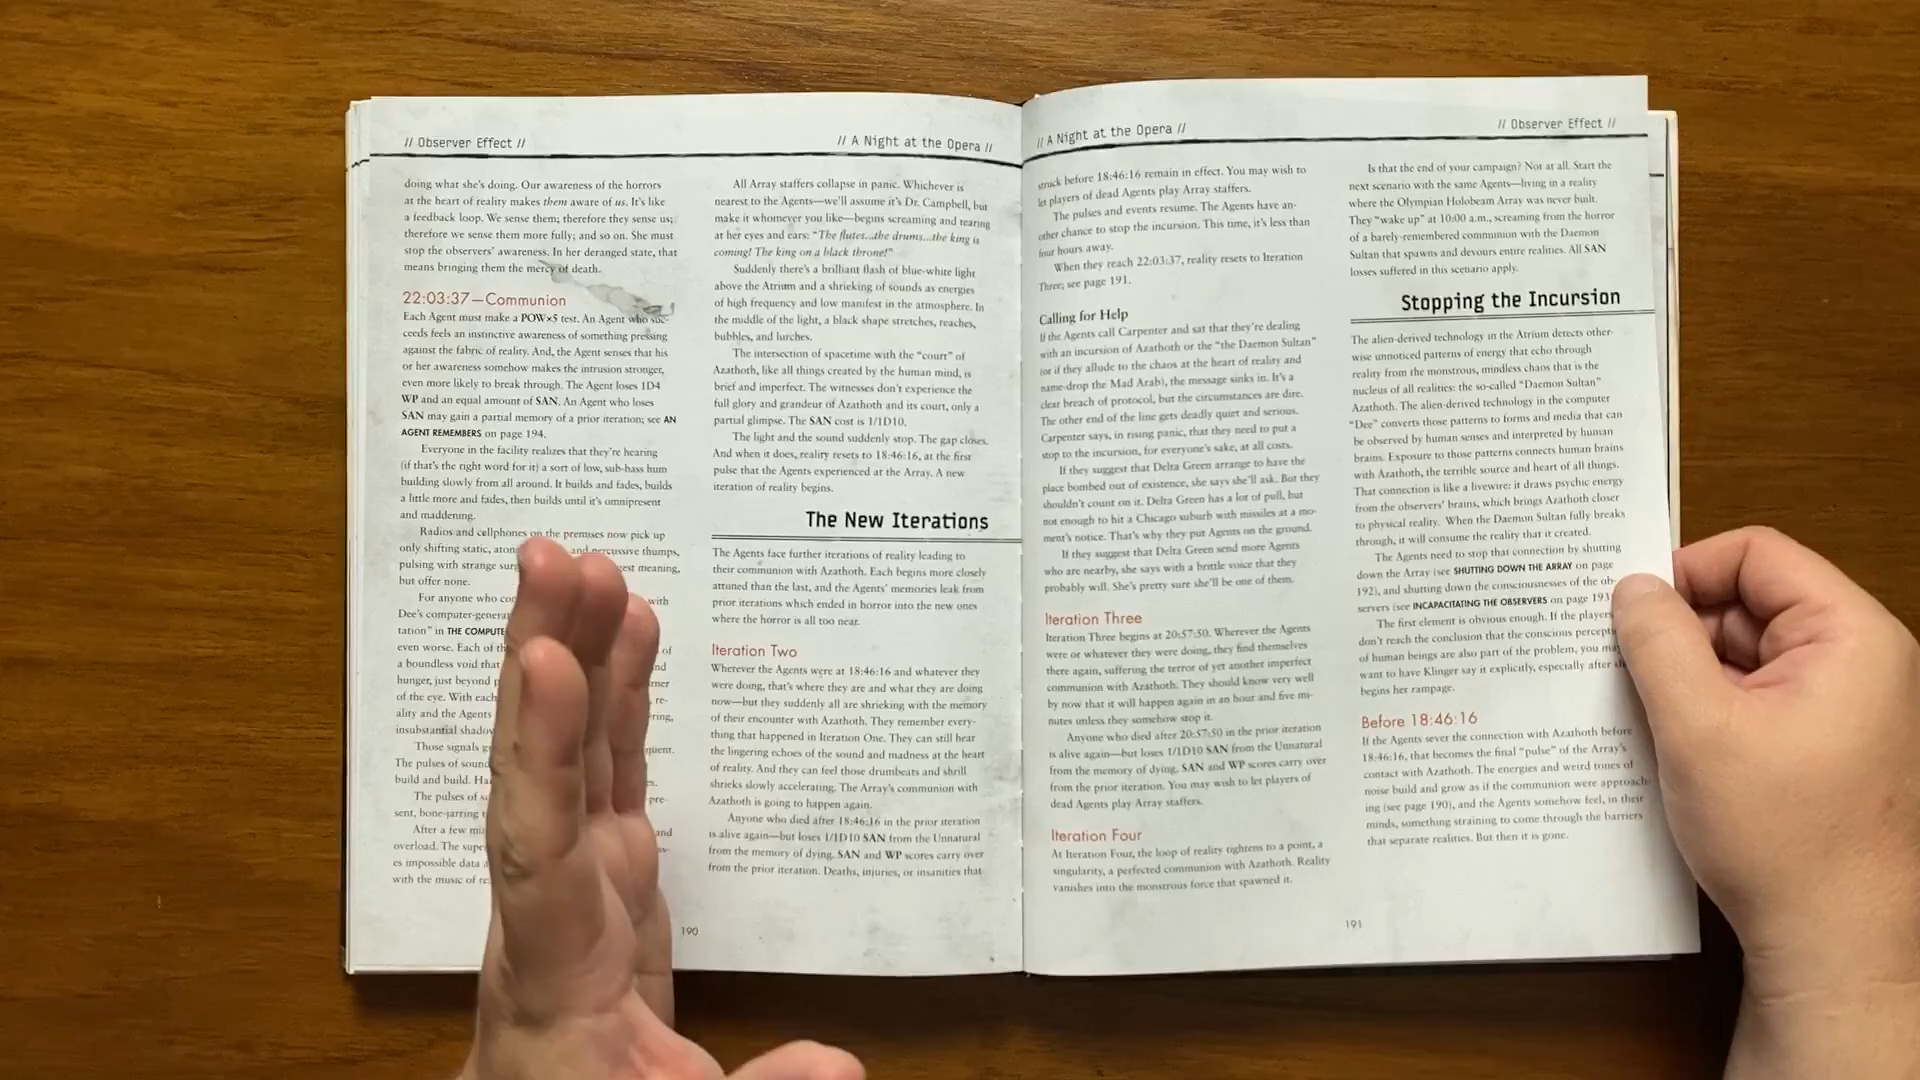 // Observer Effect //
doing what she's doing. Our awareness of the horrors
at the heart of reality makes them aware of us. It's like
a feedback loop. We sense them; therefore they sense us;
therefore we sense them more fully; and so on. She must
stop the observers' awareness. In her deranged state, that
means bringing them the mercy of death.
22:03:37—Communion
Each Agent must make a POW×5 test. An Agent who suc-
ceeds feels an instinctive awareness of something pressing
against the fabric of reality. And, the Agent senses that his
or her awareness somehow makes the intrusion stronger,
even more likely to break through. The Agent loses 1D4
WP and an equal amount of SAN. An Agent who loses
SAN may gain a partial memory of a prior iteration; see AN
AGENT REMEMBERS on page 194.
Everyone in the facility realizes that they're hearing
(if that's the right word for it) a sort of low, sub-bass hum
building slowly from all around. It builds and fades, builds
a little more and fades, then builds until it's omnipresent
and maddening.
Radios and cellphones on the premises now pick up
only shifting static, and percussive thumps,
pulsing with strange meaning,
but offer none.
For anyone who with
Dee's
tation" in THE
even worse. Each of of
a boundless void that
hunger, just beyond
of the eye. With each re-
ality and the Agents
insubstantial
Those signals
The pulses of
build and build.
The pulses of pre-
sent, bone-jarring
After a few and
overload. The
es impossible data
with the music of
// A Night at the Opera //
All Array staffers collapse in panic. Whichever is
nearest to the Agents—we'll assume it's Dr. Campbell, but
make it whomever you like—begins screaming and tearing
at her eyes and ears: "The flutes...the drums...the king is
coming! The king on a black throne!"
Suddenly there's a brilliant flash of blue-white light
above the Atrium and a shrieking of sounds as energies
of high frequency and low manifest in the atmosphere. In
the middle of the light, a black shape stretches, reaches,
bubbles, and lurches.
The intersection of spacetime with the "court" of
Azathoth, like all things created by the human mind, is
brief and imperfect. The witnesses don't experience the
full glory and grandeur of Azathoth and its court, only a
partial glimpse. The SAN cost is 1/1D10.
The light and the sound suddenly stop. The gap closes.
And when it does, reality resets to 18:46:16, at the first
pulse that the Agents experienced at the Array. A new
iteration of reality begins.
The New Iterations
The Agents face further iterations of reality leading to
their communion with Azathoth. Each begins more closely
attuned than the last, and the Agents' memories leak from
prior iterations which ended in horror into the new ones
where the horror is all too near.
Iteration Two
Wherever the Agents were at 18:46:16 and whatever they
were doing, that's where they are and what they are doing
now—but they suddenly all are shrieking with the memory
of their encounter with Azathoth. They remember every-
thing that happened in Iteration One. They can still hear
the lingering echoes of the sound and madness at the heart
of reality. And they can feel those drumbeats and shrill
shrieks slowly accelerating. The Array's communion with
Azathoth is going to happen again.
Anyone who died after 18:46:16 in the prior iteration
is alive again—but loses 1/1D10 SAN from the Unnatural
from the memory of dying. SAN and WP scores carry over
from the prior iteration. Deaths, injuries, or insanities that
190
// A Night at the Opera //
struck before 18:46:16 remain in effect. You may wish to
let players of dead Agents play Array staffers.
The pulses and events resume. The Agents have an-
other chance to stop the incursion. This time, it's less than
four hours away.
When they reach 22:03:37, reality resets to Iteration
Three; see page 191.
Calling for Help
If the Agents call Carpenter and sat that they're dealing
with an incursion of Azathoth or the "the Daemon Sultan"
(or if they allude to the chaos at the heart of reality and
name-drop the Mad Arab), the message sinks in. It's a
clear breach of protocol, but the circumstances are dire.
The other end of the line gets deadly quiet and serious.
Carpenter says, in rising panic, that they need to put a
stop to the incursion, for everyone's sake, at all costs.
If they suggest that Delta Green arrange to have the
place bombed out of existence, she says she'll ask. But they
shouldn't count on it. Delta Green has a lot of pull, but
not enough to hit a Chicago suburb with missiles at a mo-
ment's notice. That's why they put Agents on the ground.
If they suggest that Delta Green send more Agents
who are nearby, she says with a brittle voice that they
probably will. She's pretty sure she'll be one of them.
Iteration Three
Iteration Three begins at 20:57:50. Wherever the Agents
were or whatever they were doing, they find themselves
there again, suffering the terror of yet another imperfect
communion with Azathoth. They should know very well
by now that it will happen again in an hour and five mi-
nutes unless they somehow stop it.
Anyone who died after 20:57:50 in the prior iteration
is alive again—but loses 1/1D10 SAN from the Unnatural
from the memory of dying. SAN and WP scores carry over
from the prior iteration. You may wish to let players of
dead Agents play Array staffers.
Iteration Four
At Iteration Four, the loop of reality tightens to a point, a
singularity, a perfected communion with Azathoth. Reality
vanishes into the monstrous force that spawned it.
// Observer Effect //
Is that the end of your campaign? Not at all. Start the
next scenario with the same Agents—living in a reality
where the Olympian Holobeam Array was never built.
They "wake up" at 10:00 a.m., screaming from the horror
of a barely-remembered communion with the Daemon
Sultan that spawns and devours entire realities. All SAN
losses suffered in this scenario apply.
Stopping the Incursion
The alien-derived technology in the Atrium detects other-
wise unnoticed patterns of energy that echo through
reality from the monstrous, mindless chaos that is the
nucleus of all realities: the so-called "Daemon Sultan"
Azathoth. The alien-derived technology in the computer
"Dee" converts those patterns to forms and media that can
be observed by human senses and interpreted by human
brains. Exposure to those patterns connects human brains
with Azathoth, the terrible source and heart of all things.
That connection is like a livewire: it draws psychic energy
from the observers' brains, which brings Azathoth closer
to physical reality. When the Daemon Sultan fully breaks
through, it will consume the reality that it created.
The Agents need to stop that connection by shutting
down the Array (see SHUTTING DOWN THE ARRAY on page
192), and shutting down the consciousnesses of the ob-
servers (see INCAPACITATING THE OBSERVERS on page 193
The first element is obvious enough. If the players
don't reach the conclusion that the conscious
of human beings are also part of the problem, you may
want to have Klinger say it explicitly, especially after
begins her rampage.
Before 18:46:16
If the Agents sever the connection with Azathoth before
18:46:16, that becomes the final "pulse" of the Array's
contact with Azathoth. The energies and weird tones of
noise build and grow as if the communion were approach-
ing (see page 190), and the Agents somehow feel, in their
minds, something straining to come through the barriers
that separate realities. But then it is gone.
191